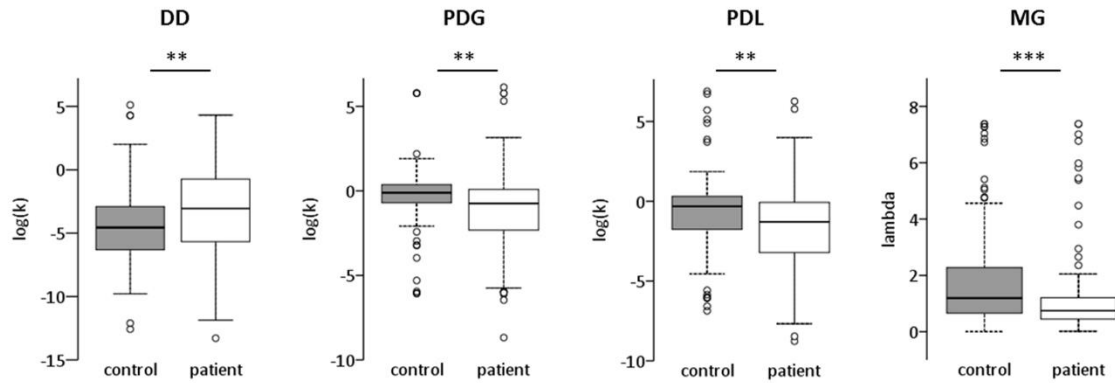 DD
PDG
PDL
MG
**
**
**
***
log(k)
5
0
-5
-10
-15
control
patient
log(k)
5
0
-5
-10
control
patient
log(k)
5
0
-5
-10
control
patient
lambda
8
6
4
2
0
control
patient